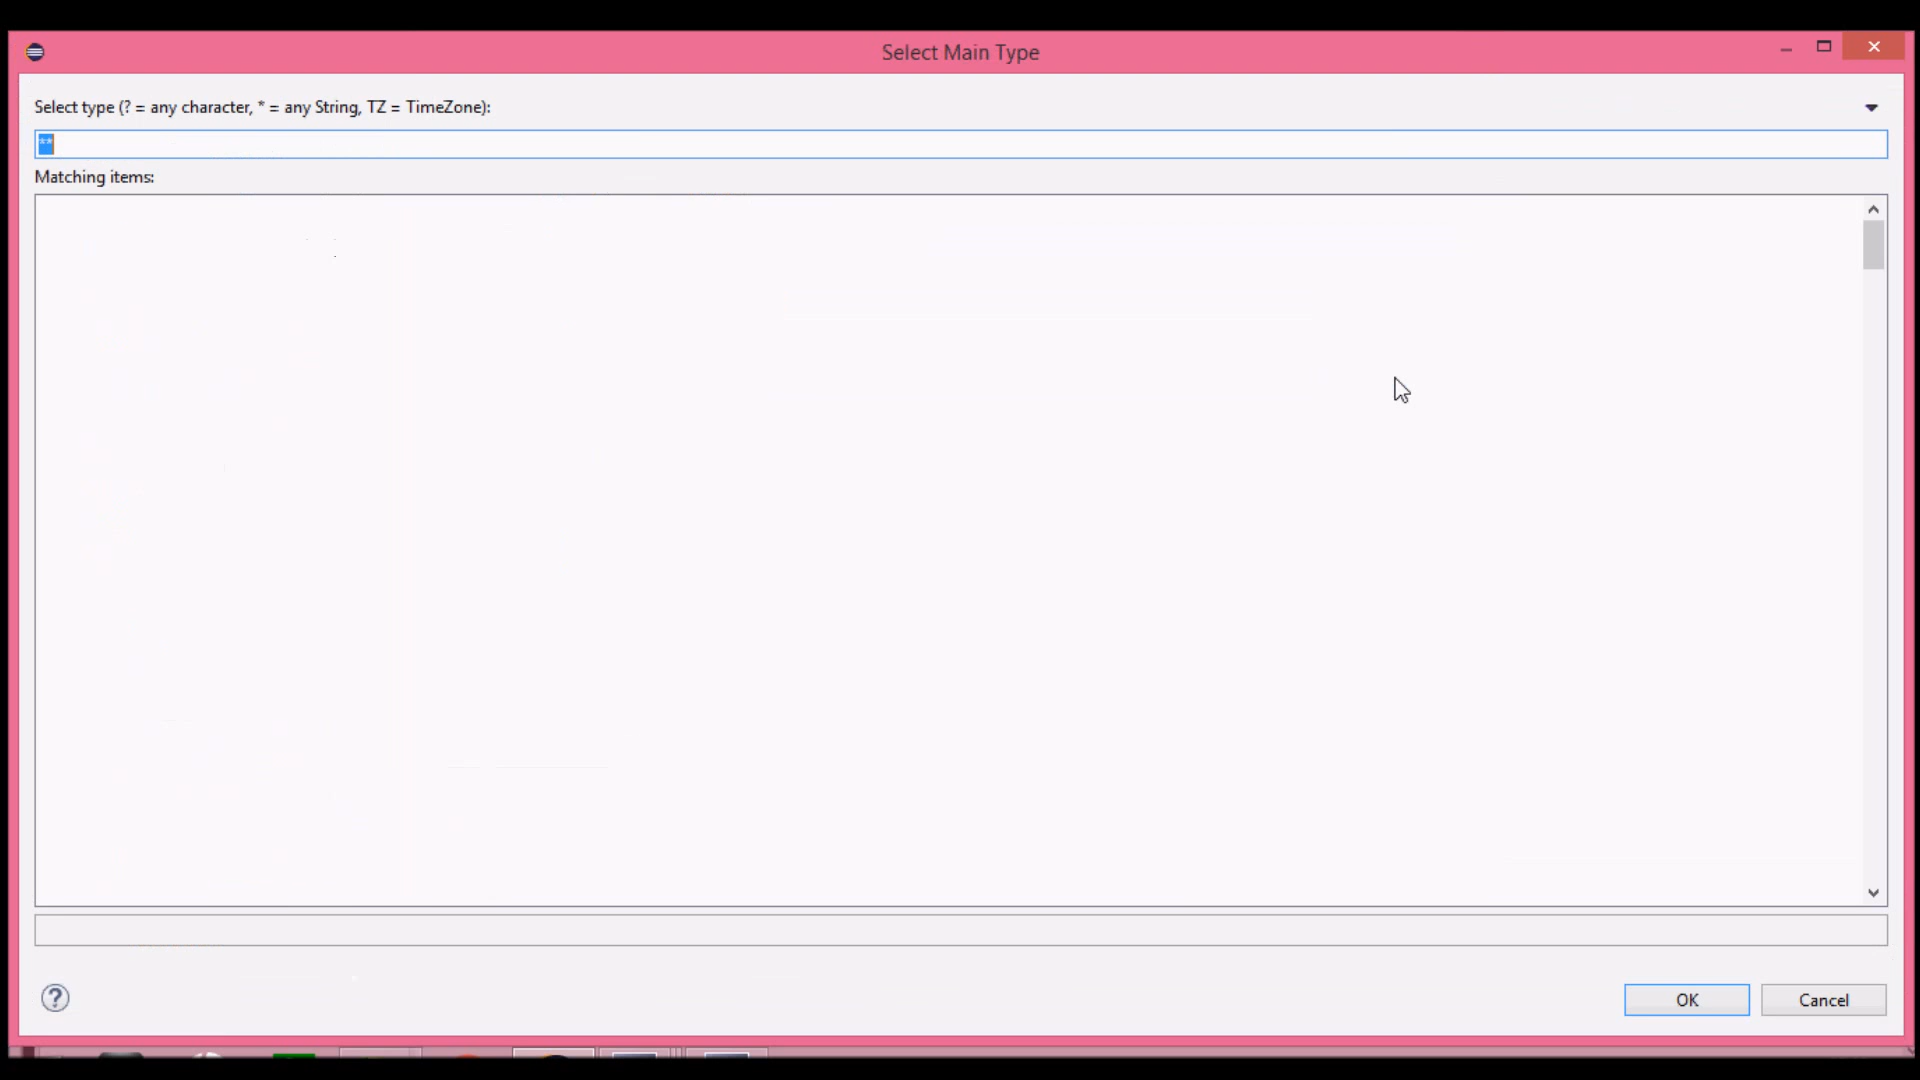 Select Main Type
Select type (? = any character, * = any String, TZ = TimeZone):
**
Matching items:
OK
Cancel